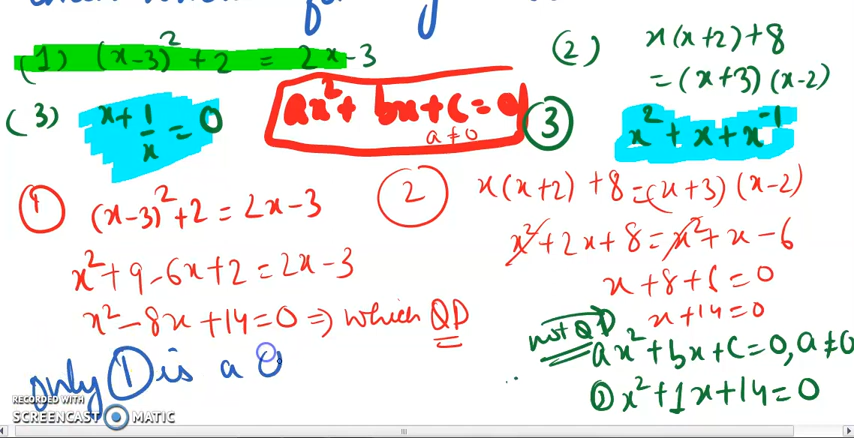 (1) (x-3)² + 2 = 2x-3
(2) x(x+2)+8
= (x+3)(x-2)
(3) x + 1/x = 0
ax² + bx + c = 0
a ≠ 0
(3) x² + x + x⁻¹
(1) (x-3)² + 2 = 2x-3
x² + 9 - 6x + 2 = 2x - 3
x² - 8x + 14 = 0 ⇒ which QD
(2) x(x+2) + 8 = (x+3)(x-2)
x² + 2x + 8 = x² + x - 6
x + 8 + 6 = 0
x + 14 = 0
not QD
ax² + bx + c = 0, a ≠ 0
0x² + 1x + 14 = 0
only (1) is a
RECORDED WITH
SCREENCAST MATIC